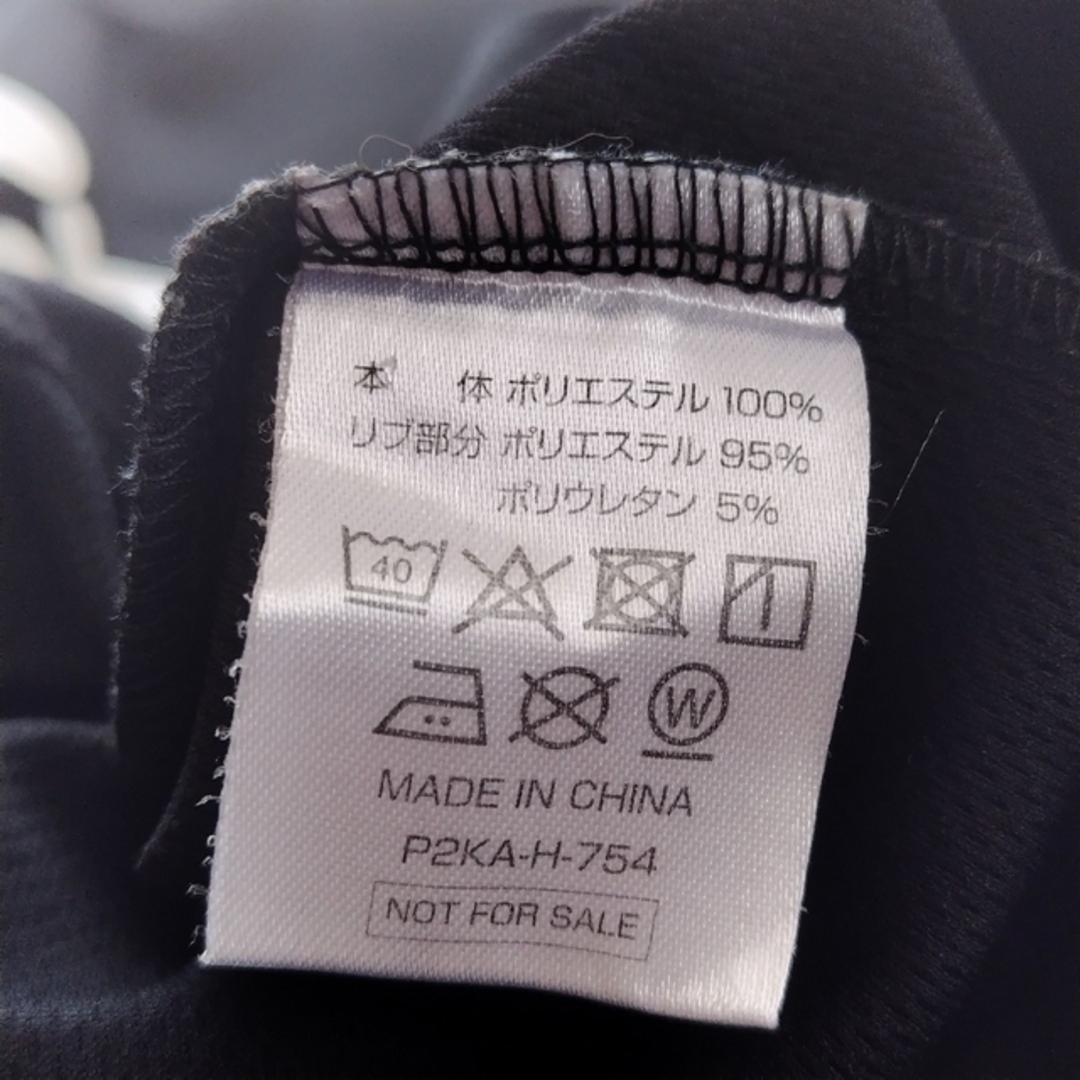 本 体 ポリエステル 100%
リブ部分 ポリエステル 95%
ポリウレタン 5%
40
W
MADE IN CHINA
P2KA-H-754
NOT FOR SALE